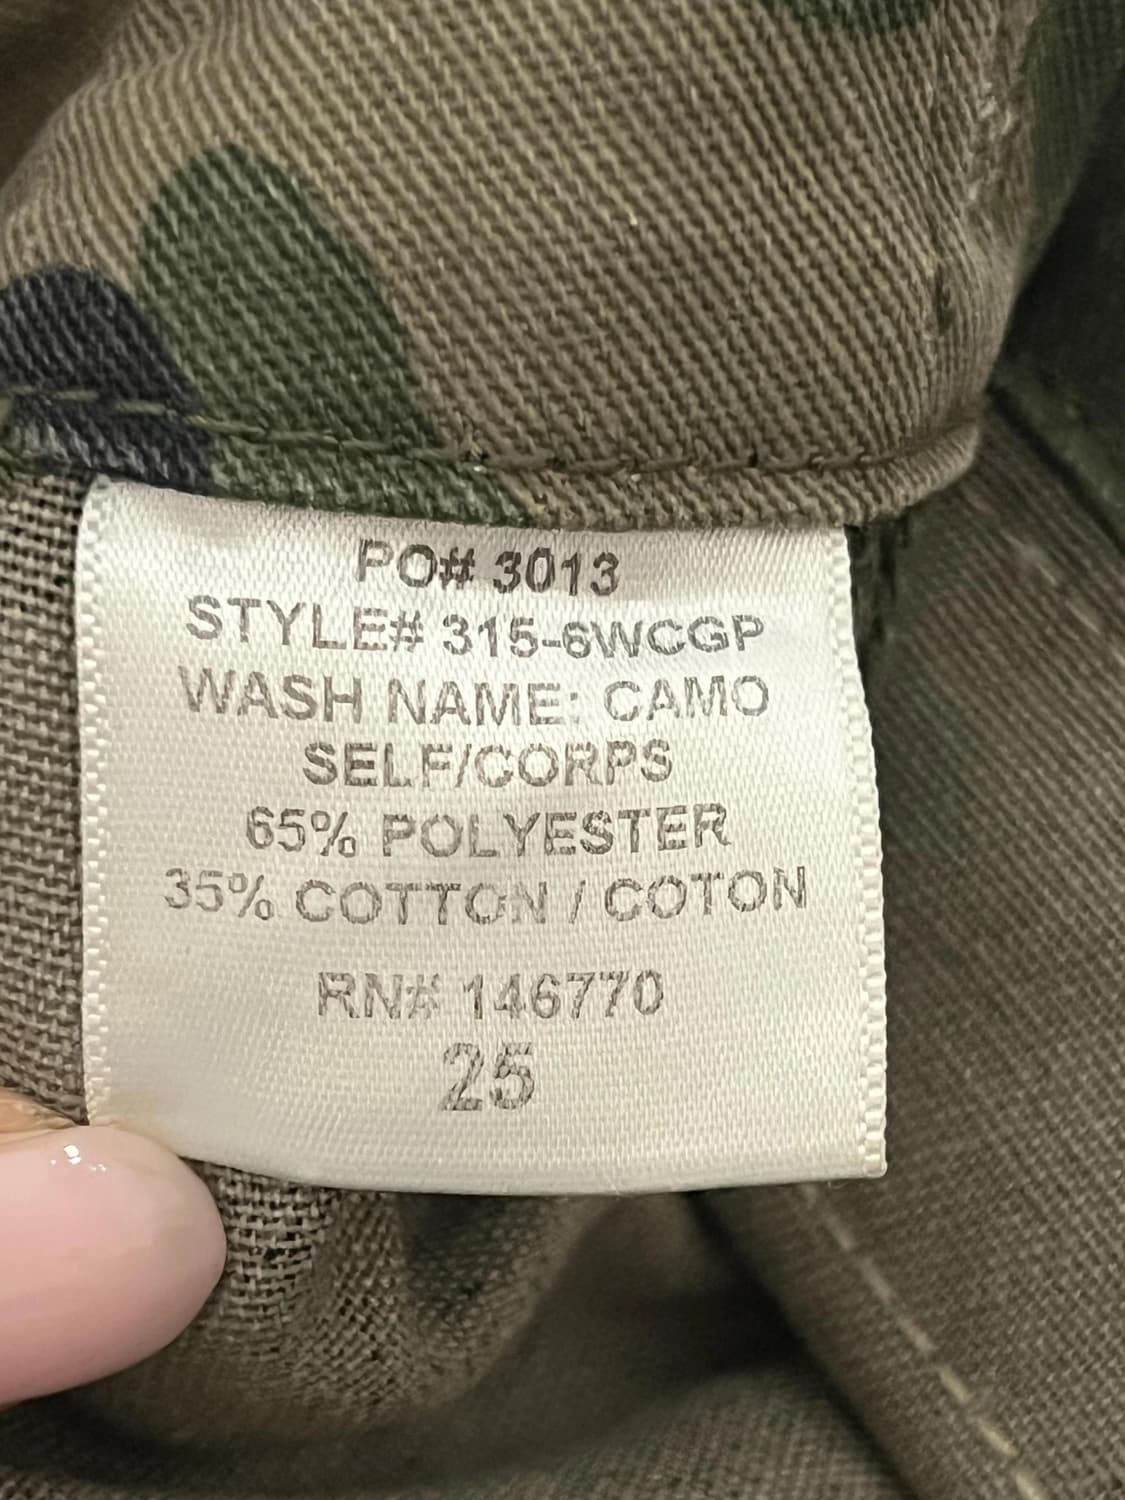 PO# 3013
STYLE# 315-6WCGP
WASH NAME: CAMO
SELF/CORPS
65% POLYESTER
35% COTTON / COTON
RN# 146770
25